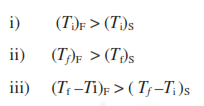 i) (Tᵢ)F > (Tᵢ)S
ii) (T𝑓)F > (Tf)S
iii) (Tf –Ti)F > ( T𝑓–Tᵢ )S